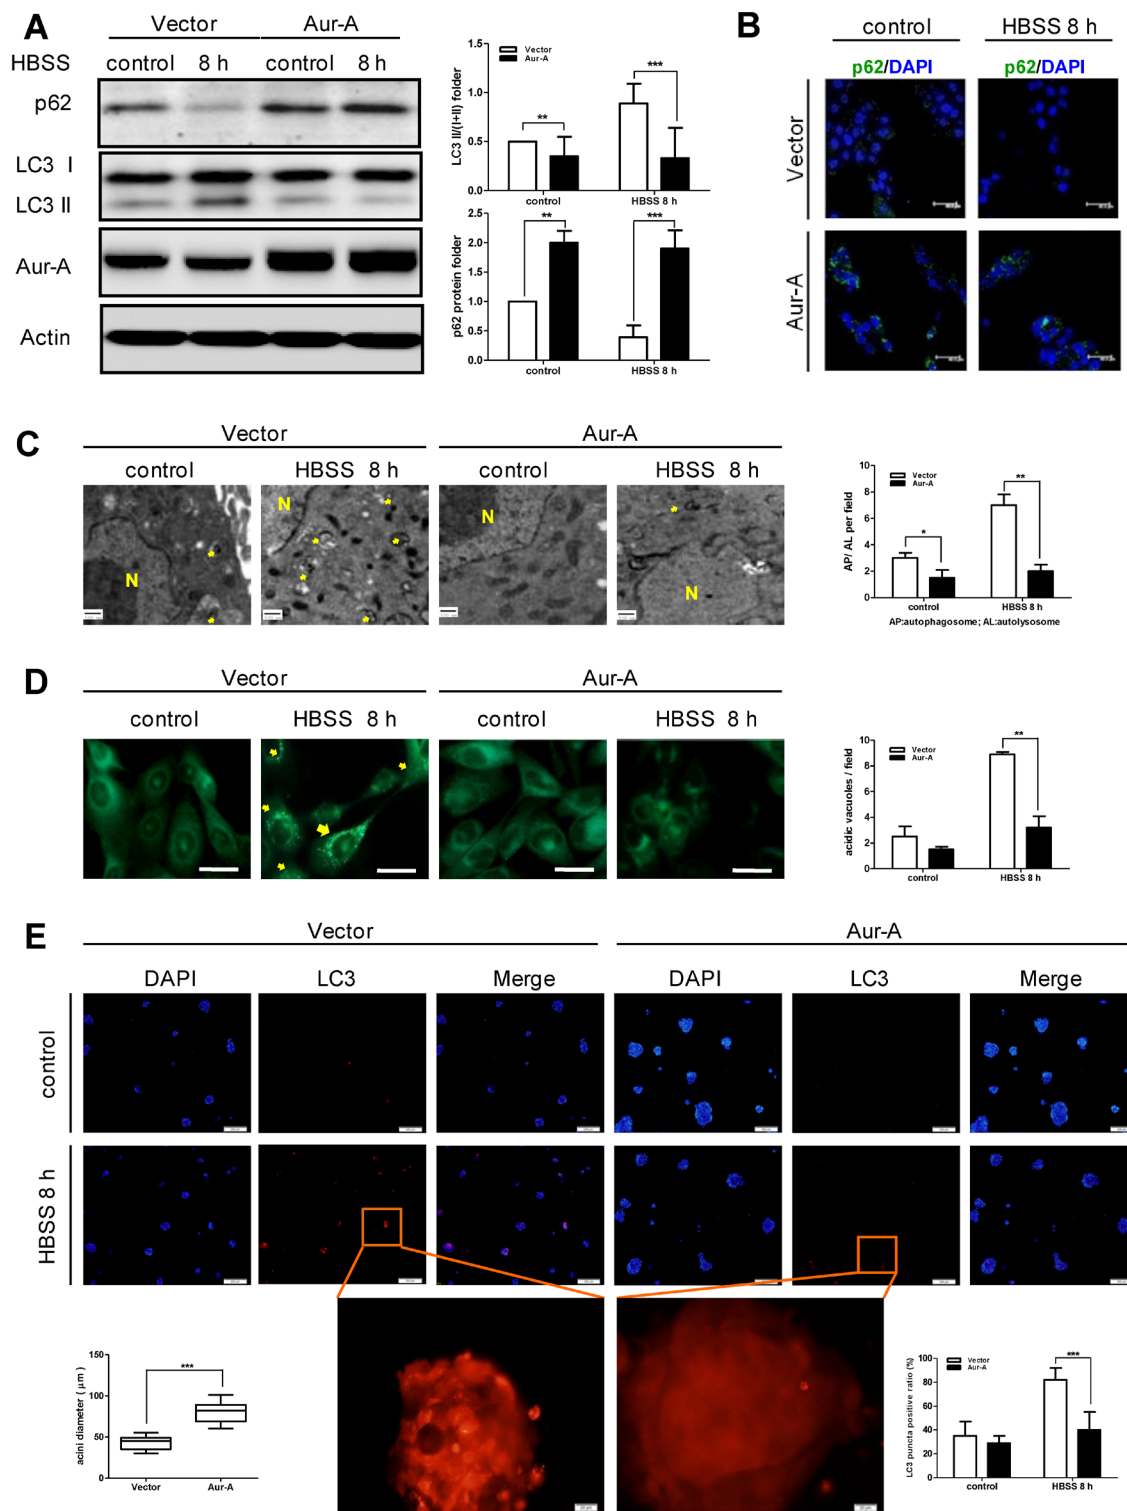 A
Vector Aur-A
HBSS control 8 h control 8 h
p62
LC3 I
LC3 II
Aur-A
Actin
1.5
1.0
0.5
0.0
LC3 II/(I+II) folder
Vector
Aur-A
**
***
control HBSS 8 h
2.5
2.0
1.5
1.0
0.5
0.0
p62 protein folder
**
***
control HBSS 8 h
B
control HBSS 8 h
p62/DAPI p62/DAPI
Vector
Aur-A
C
Vector Aur-A
control HBSS 8 h control HBSS 8 h
N
N
N
N
10
8
6
4
2
0
AP/ AL per field
Vector
Aur-A
*
**
control HBSS 8 h
AP:autophagosome; AL:autolysosome
D
Vector Aur-A
control HBSS 8 h control HBSS 8 h
10
8
6
4
2
0
acidic vacuoles / field
Vector
Aur-A
**
control HBSS 8 h
E
Vector Aur-A
DAPI LC3 Merge DAPI LC3 Merge
control
HBSS 8 h
150
100
50
0
acini diameter ( μm )
***
Vector Aur-A
100
80
60
40
20
0
LC3 puncta positive ratio (%)
Vector
Aur-A
***
control HBSS 8 h